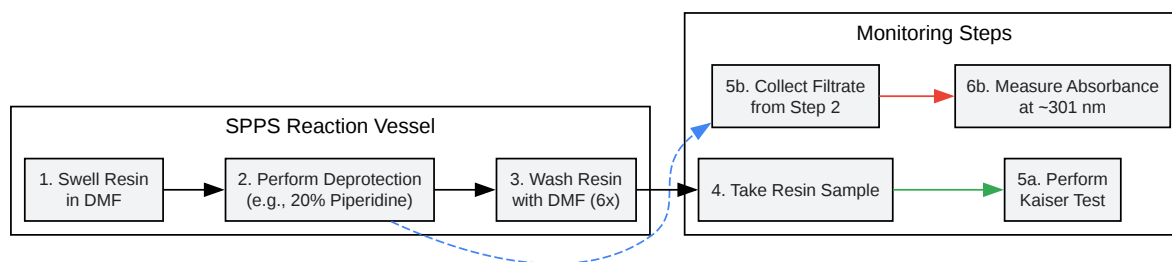 SPPS Reaction Vessel
1. Swell Resin
in DMF
2. Perform Deprotection
(e.g., 20% Piperidine)
3. Wash Resin
with DMF (6x)
Monitoring Steps
5b. Collect Filtrate
from Step 2
6b. Measure Absorbance
at ~301 nm
4. Take Resin Sample
5a. Perform
Kaiser Test